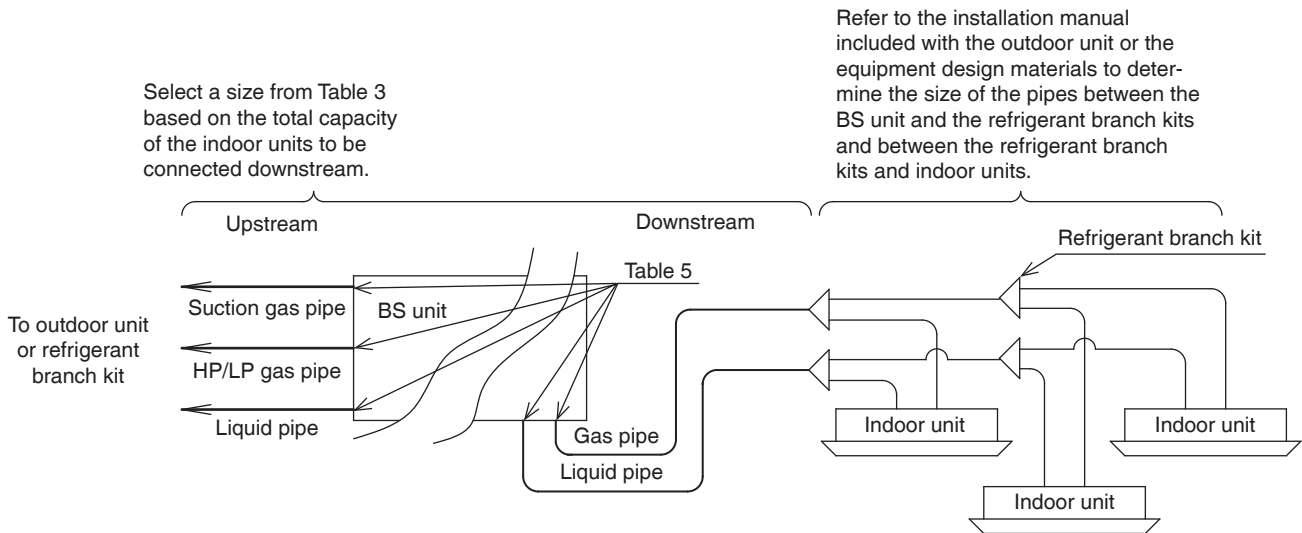 Refer to the installation manual
included with the outdoor unit or the
equipment design materials to deter-
mine the size of the pipes between the
BS unit and the refrigerant branch kits
and between the refrigerant branch
kits and indoor units.
Select a size from Table 3
based on the total capacity
of the indoor units to be
connected downstream.
Upstream
Downstream
Refrigerant branch kit
Table 5
Suction gas pipe
BS unit
To outdoor unit
or refrigerant
branch kit
HP/LP gas pipe
Liquid pipe
Gas pipe
Liquid pipe
Indoor unit
Indoor unit
Indoor unit